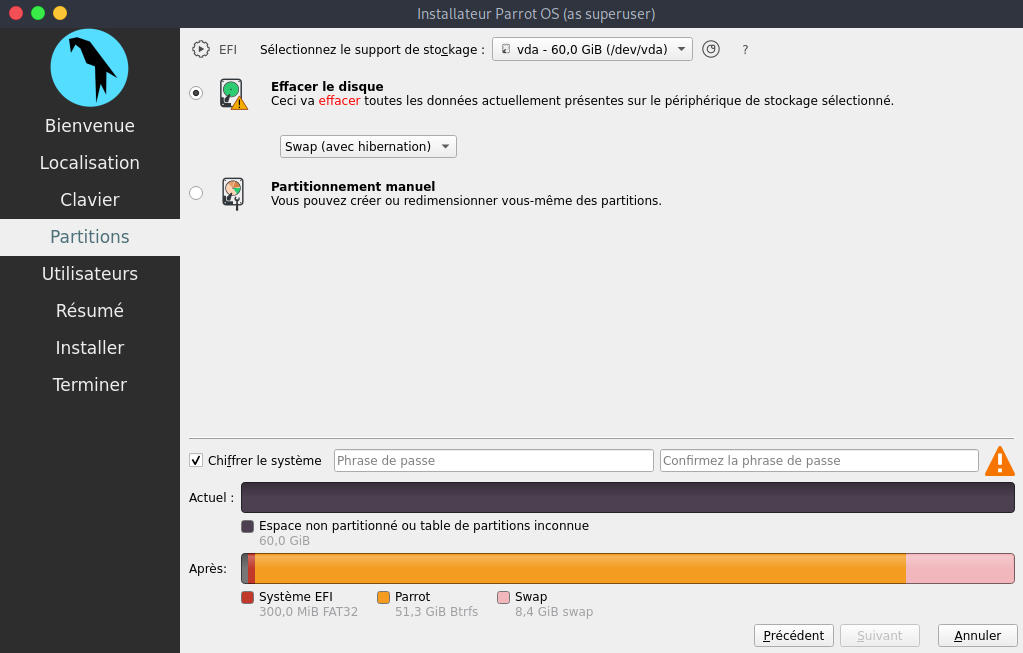 Installateur Parrot OS (as superuser)
Bienvenue
Localisation
Clavier
Partitions
Utilisateurs
Résumé
Installer
Terminer
EFI Sélectionnez le support de stockage : vda - 60,0 GiB (/dev/vda) ?
Effacer le disque
Ceci va effacer toutes les données actuellement présentes sur le périphérique de stockage sélectionné.
Swap (avec hibernation)
Partitionnement manuel
Vous pouvez créer ou redimensionner vous-même des partitions.
Chiffrer le système Phrase de passe Confirmez la phrase de passe
Actuel :
Espace non partitionné ou table de partitions inconnue
60,0 GiB
Après:
Système EFI Parrot Swap
300,0 MiB FAT32 51,3 GiB Btrfs 8,4 GiB swap
Précédent Suivant Annuler